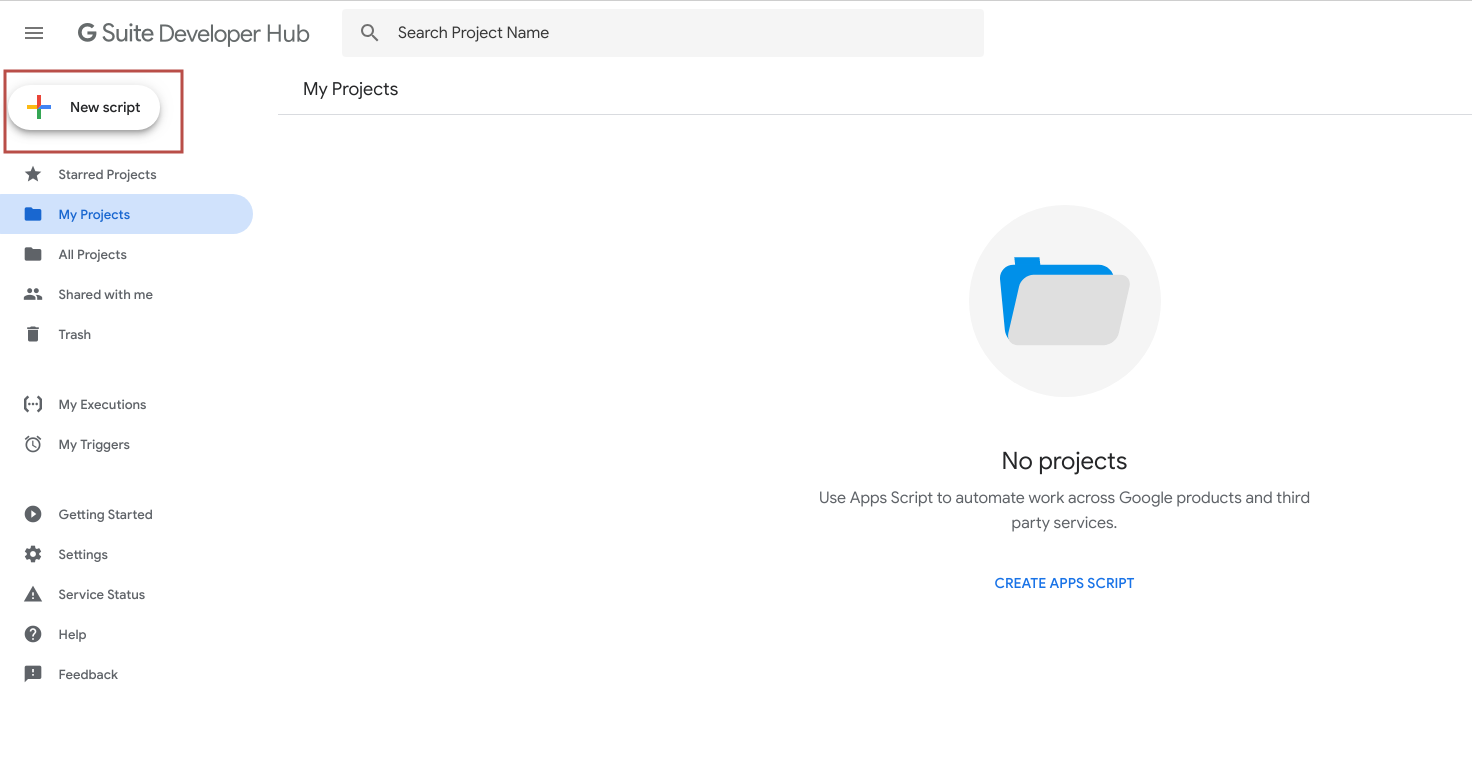 G Suite Developer Hub
Search Project Name
New script
My Projects
Starred Projects
My Projects
All Projects
Shared with me
Trash
My Executions
My Triggers
Getting Started
Settings
Service Status
Help
Feedback
No projects
Use Apps Script to automate work across Google products and third
party services.
CREATE APPS SCRIPT